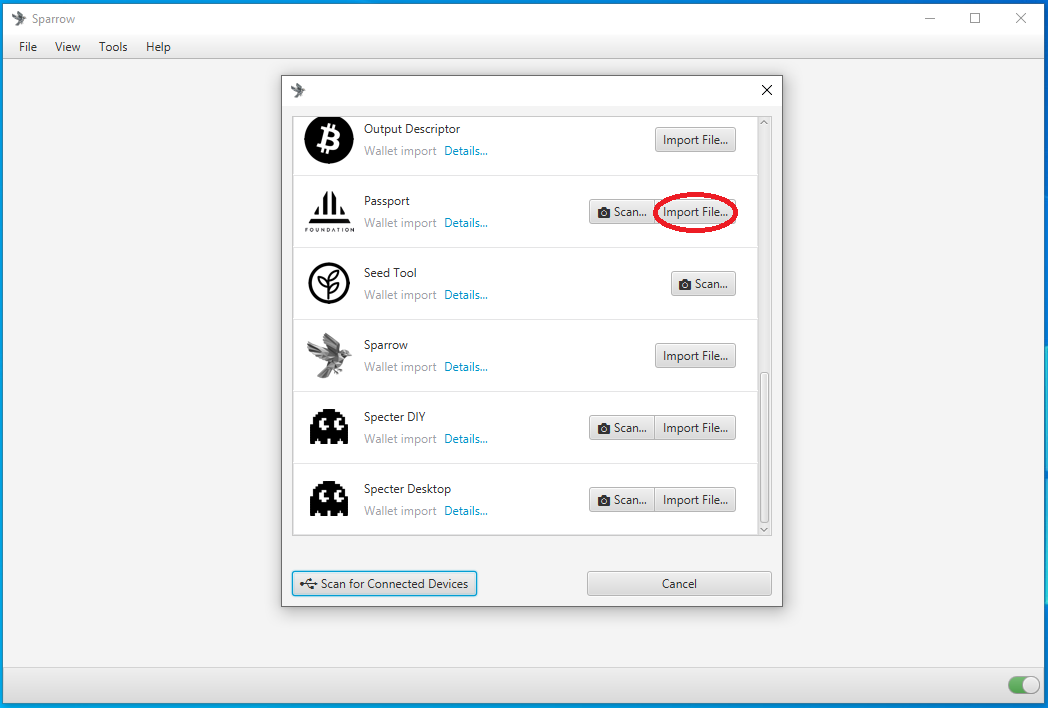 Sparrow
File View Tools Help
Output Descriptor
Wallet import Details...
Import File...
Passport
Wallet import Details...
Scan... Import File...
FOUNDATION
Seed Tool
Wallet import Details...
Scan...
Sparrow
Wallet import Details...
Import File...
Specter DIY
Wallet import Details...
Scan... Import File...
Specter Desktop
Wallet import Details...
Scan... Import File...
Scan for Connected Devices
Cancel